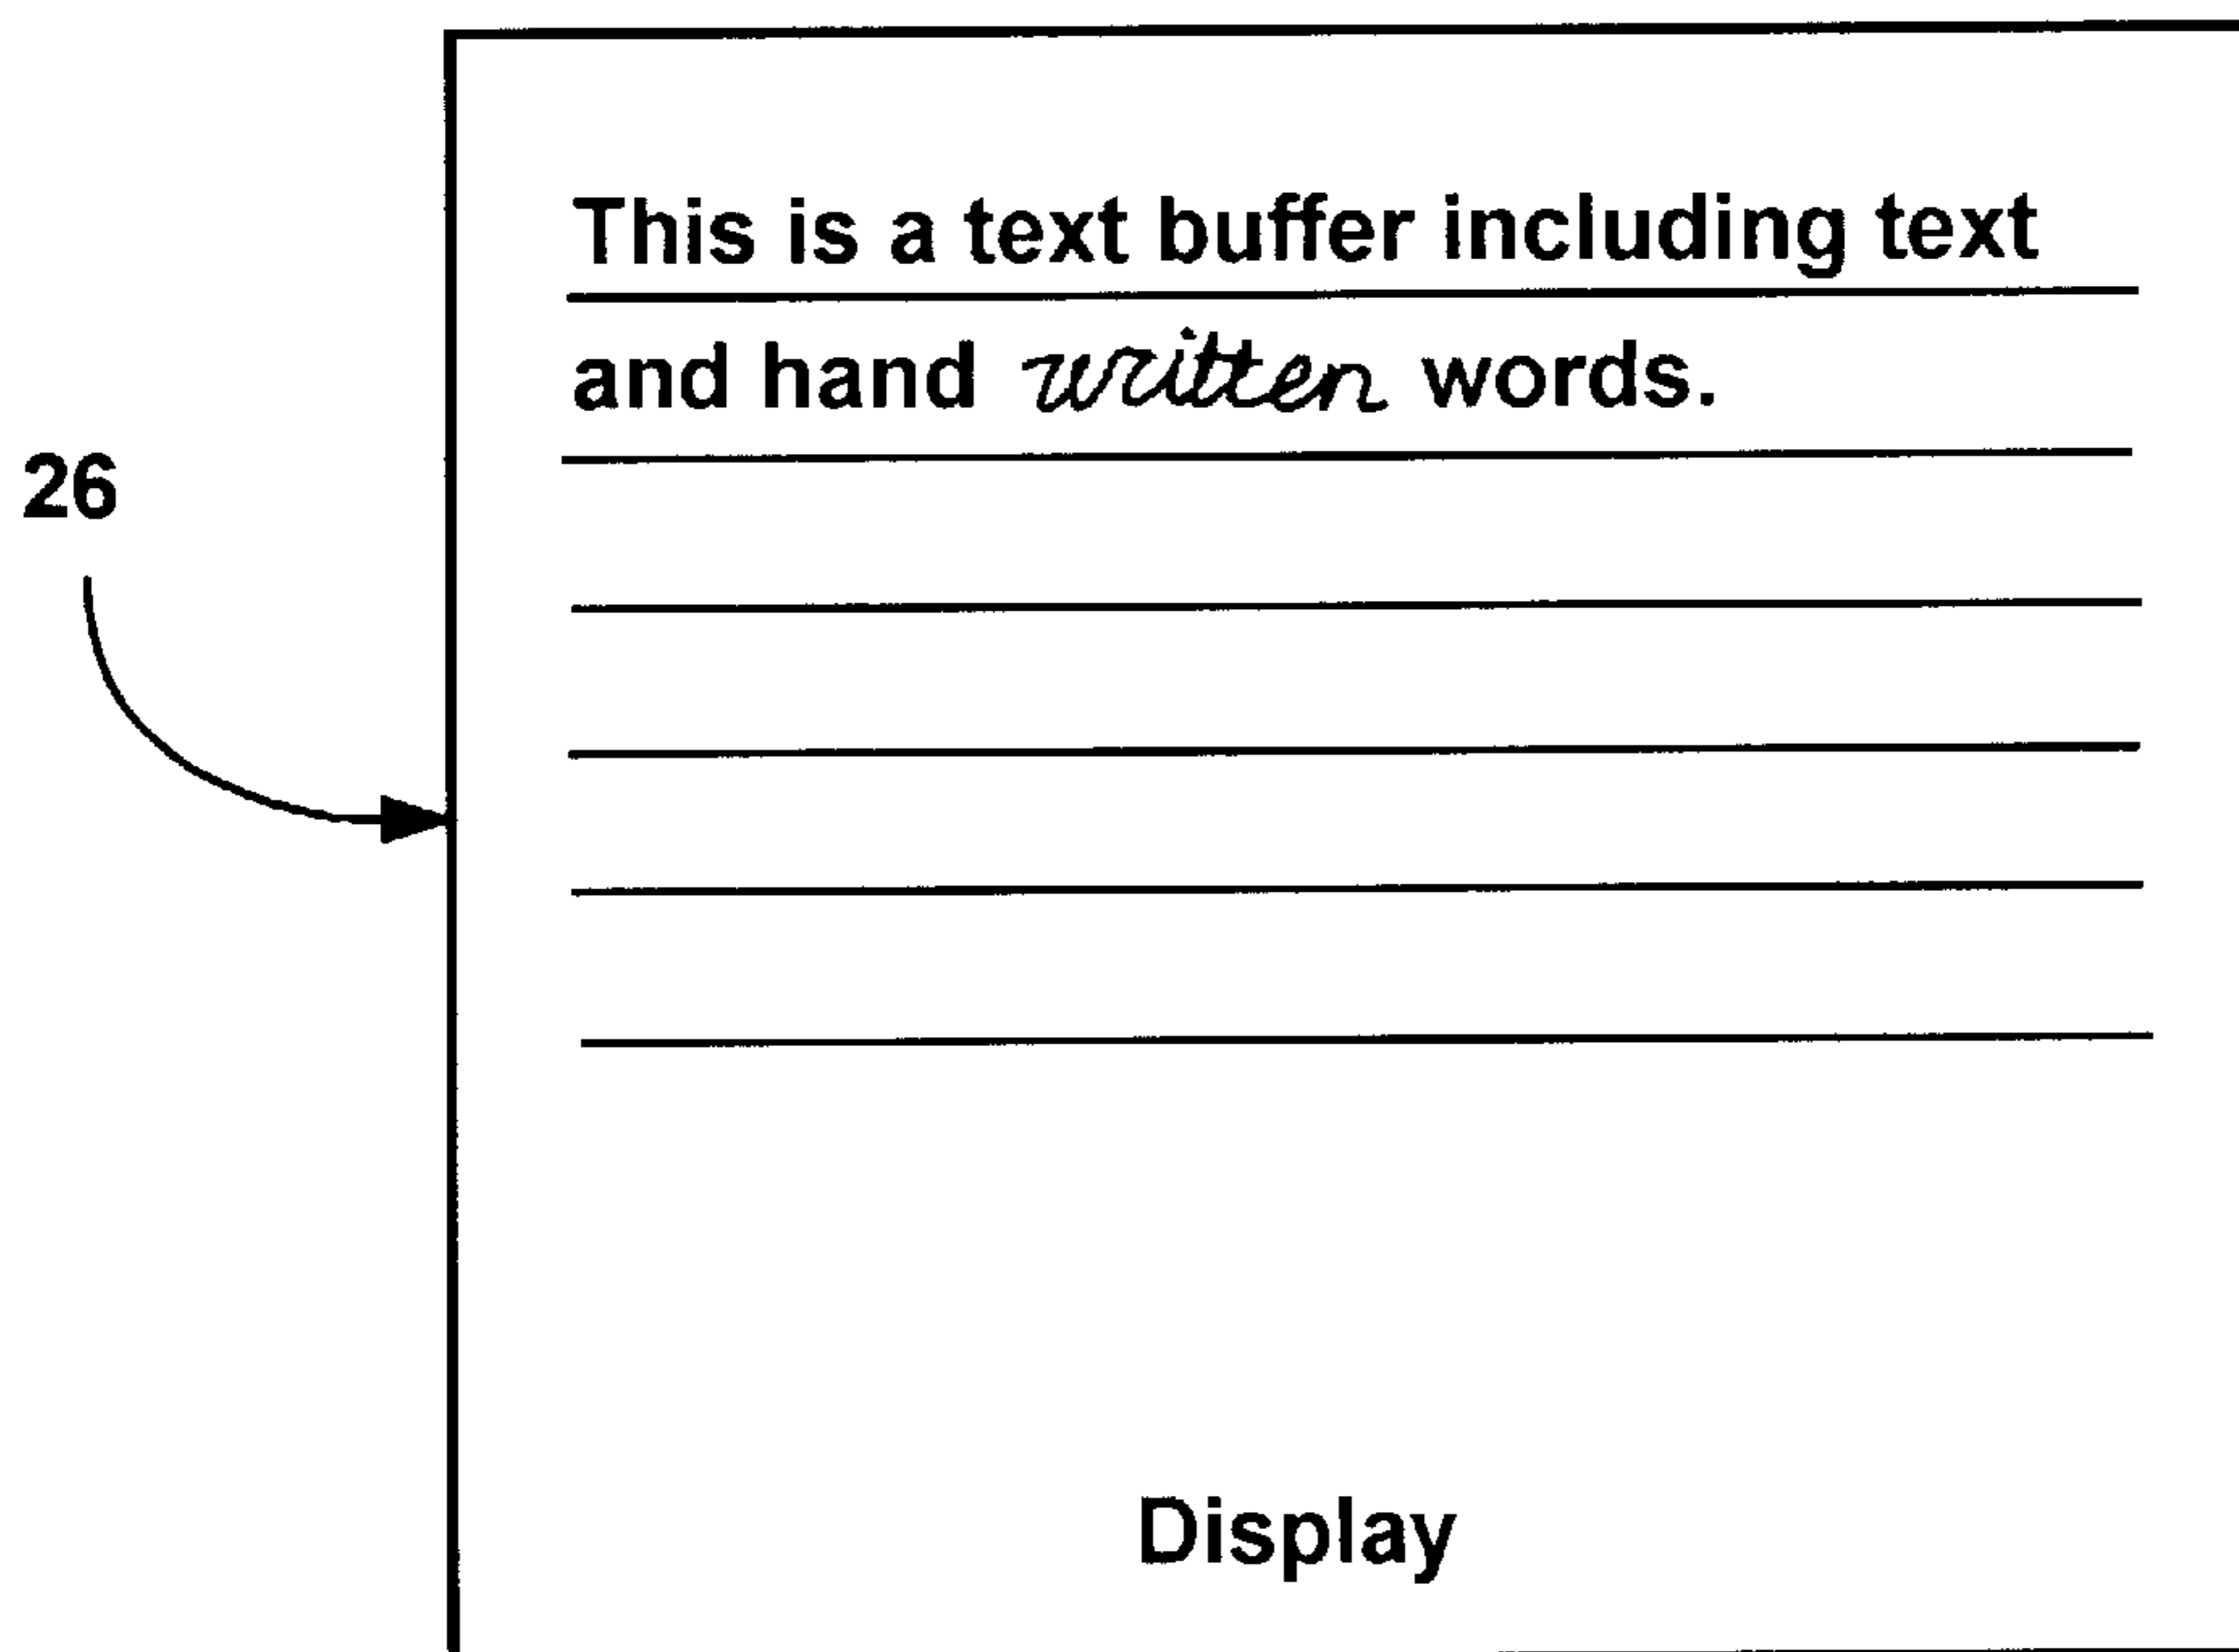 This is a text buffer including text
and hand written words.
26
Display